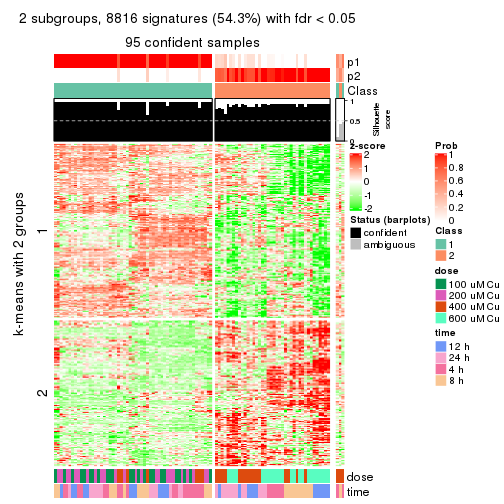 2 subgroups, 8816 signatures (54.3%) with fdr < 0.05
95 confident samples
p1
p2
Class
1
0.5
0
Silhouette
score
k-means with 2 groups
1
2
dose
time
z-score
2
1
0
-1
-2
Status (barplots)
confident
ambiguous
Prob
1
0.8
0.6
0.4
0.2
0
Class
1
2
dose
100 uM Cu
200 uM Cu
400 uM Cu
600 uM Cu
time
12 h
24 h
4 h
8 h